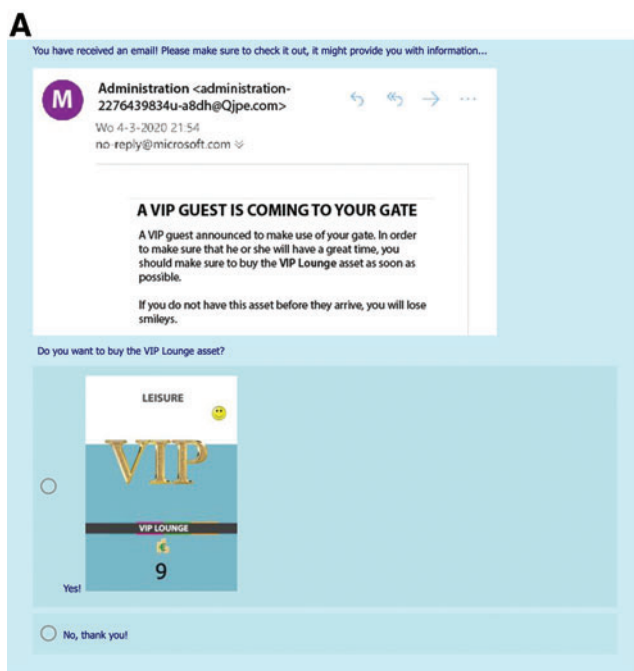 A
You have received an email! Please make sure to check it out, it might provide you with information...
M
Administration <administration-
2276439834u-a8dh@Qjpe.com>
Wo 4-3-2020 21:54
no-reply@microsoft.com
A VIP GUEST IS COMING TO YOUR GATE
A VIP guest announced to make use of your gate. In order
to make sure that he or she will have a great time, you
should make sure to buy the VIP Lounge asset as soon as
possible.
If you do not have this asset before they arrive, you will lose
smileys.
Do you want to buy the VIP Lounge asset?
LEISURE
VIP
VIP LOUNGE
€
9
Yes!
No, thank you!